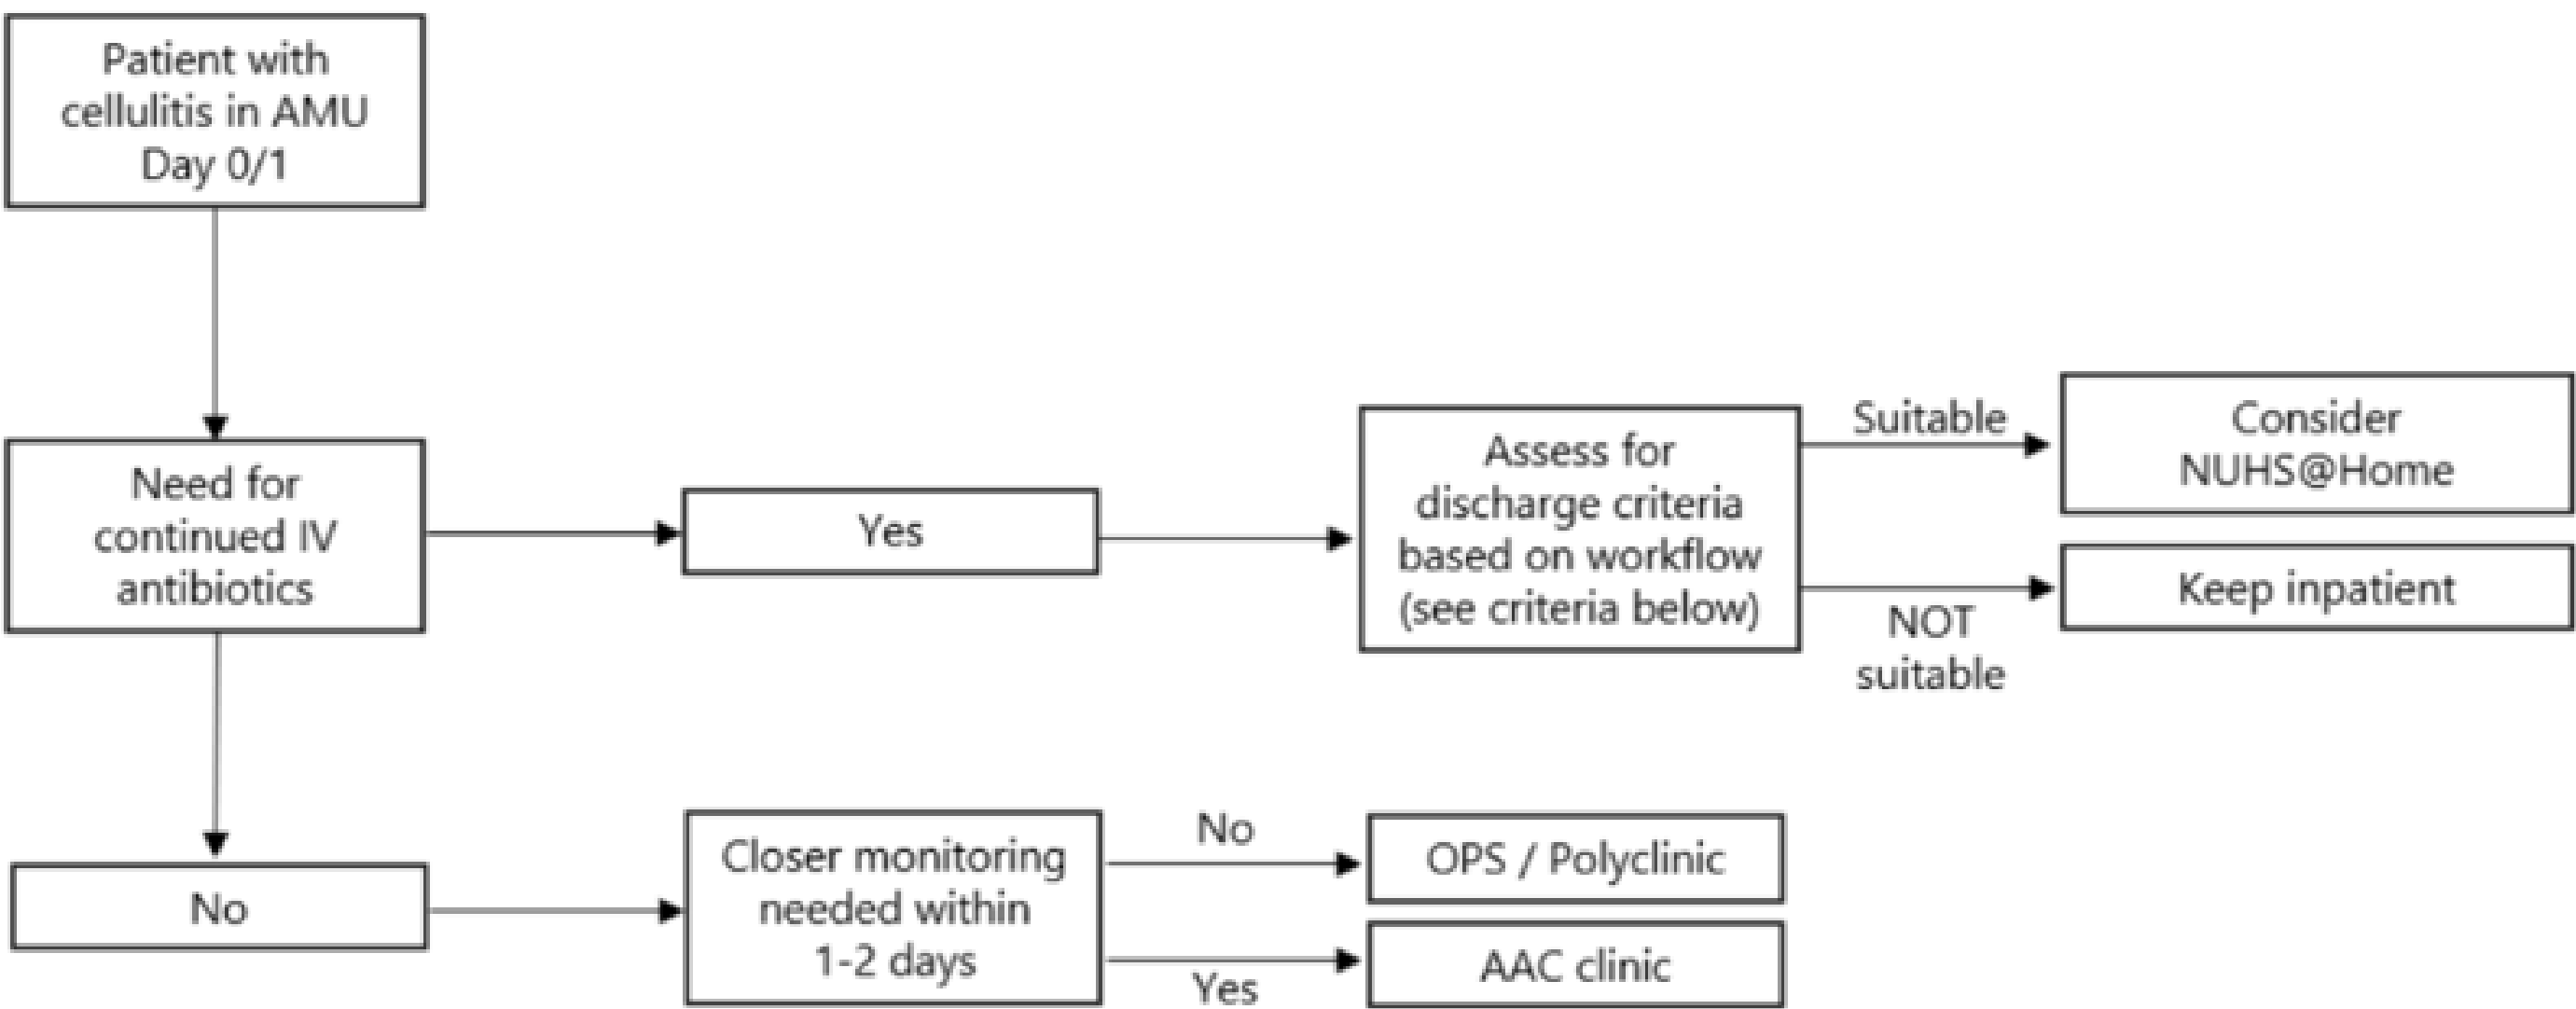 Patient with
cellulitis in AMU
Day 0/1
Need for
continued IV
antibiotics
Yes
Assess for
discharge criteria
based on workflow
(see criteria below)
Suitable
Consider
NUHS@Home
NOT
suitable
Keep inpatient
No
Closer monitoring
needed within
1-2 days
No
OPS / Polyclinic
Yes
AAC clinic